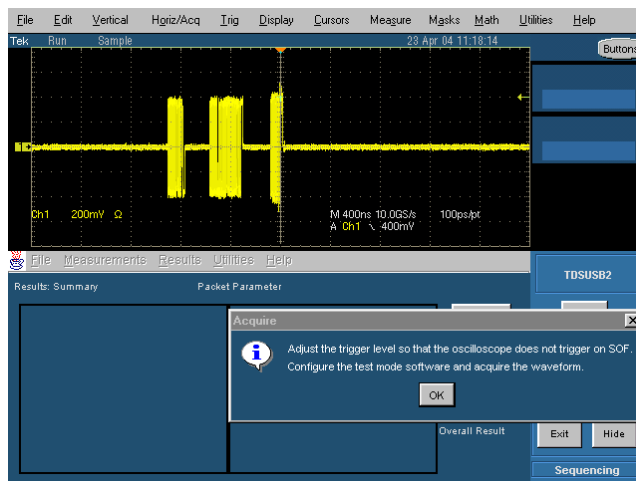 File Edit Vertical Horiz/Acq Trig Display Cursors Measure Masks Math Utilities Help
Tek Run Sample 23 Apr 04 11:18:14
Buttons
1
Ch1 200mV Ω M 400ns 10.0GS/s 100ps/pt
A Ch1 \ 400mV
File Measurements Results Utilities Help
TDSUSB2
Results: Summary Packet Parameter
Acquire
Adjust the trigger level so that the oscilloscope does not trigger on SOF.
Configure the test mode software and acquire the waveform.
OK
Overall Result
Exit Hide
Sequencing